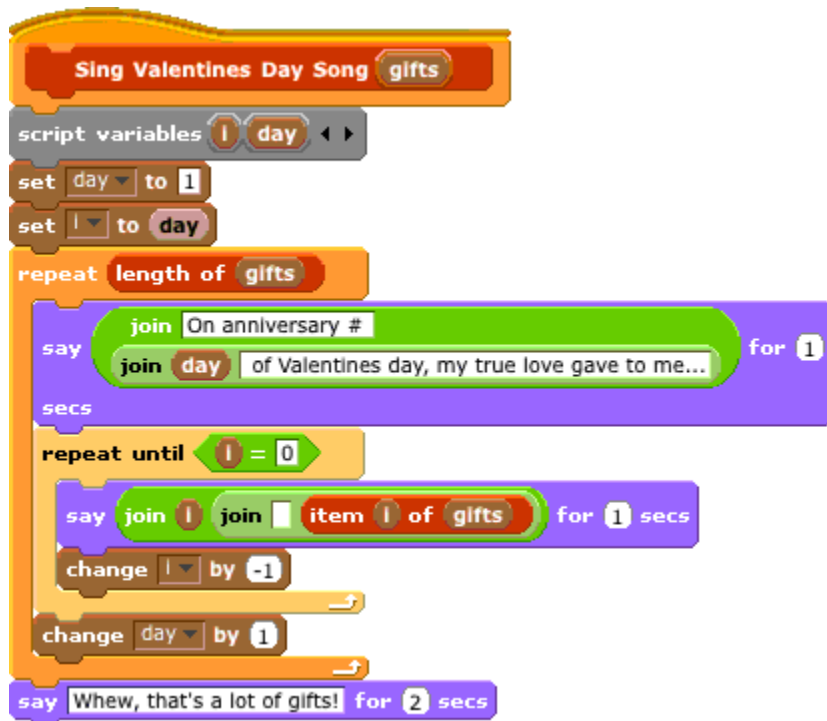 Sing Valentines Day Song gifts
script variables i day
set day to 1
set i to day
repeat length of gifts
join On anniversary #
say for 1
join day of Valentines day, my true love gave to me...
secs
repeat until i = 0
say join i join item i of gifts for 1 secs
change i by -1
change day by 1
say Whew, that's a lot of gifts! for 2 secs